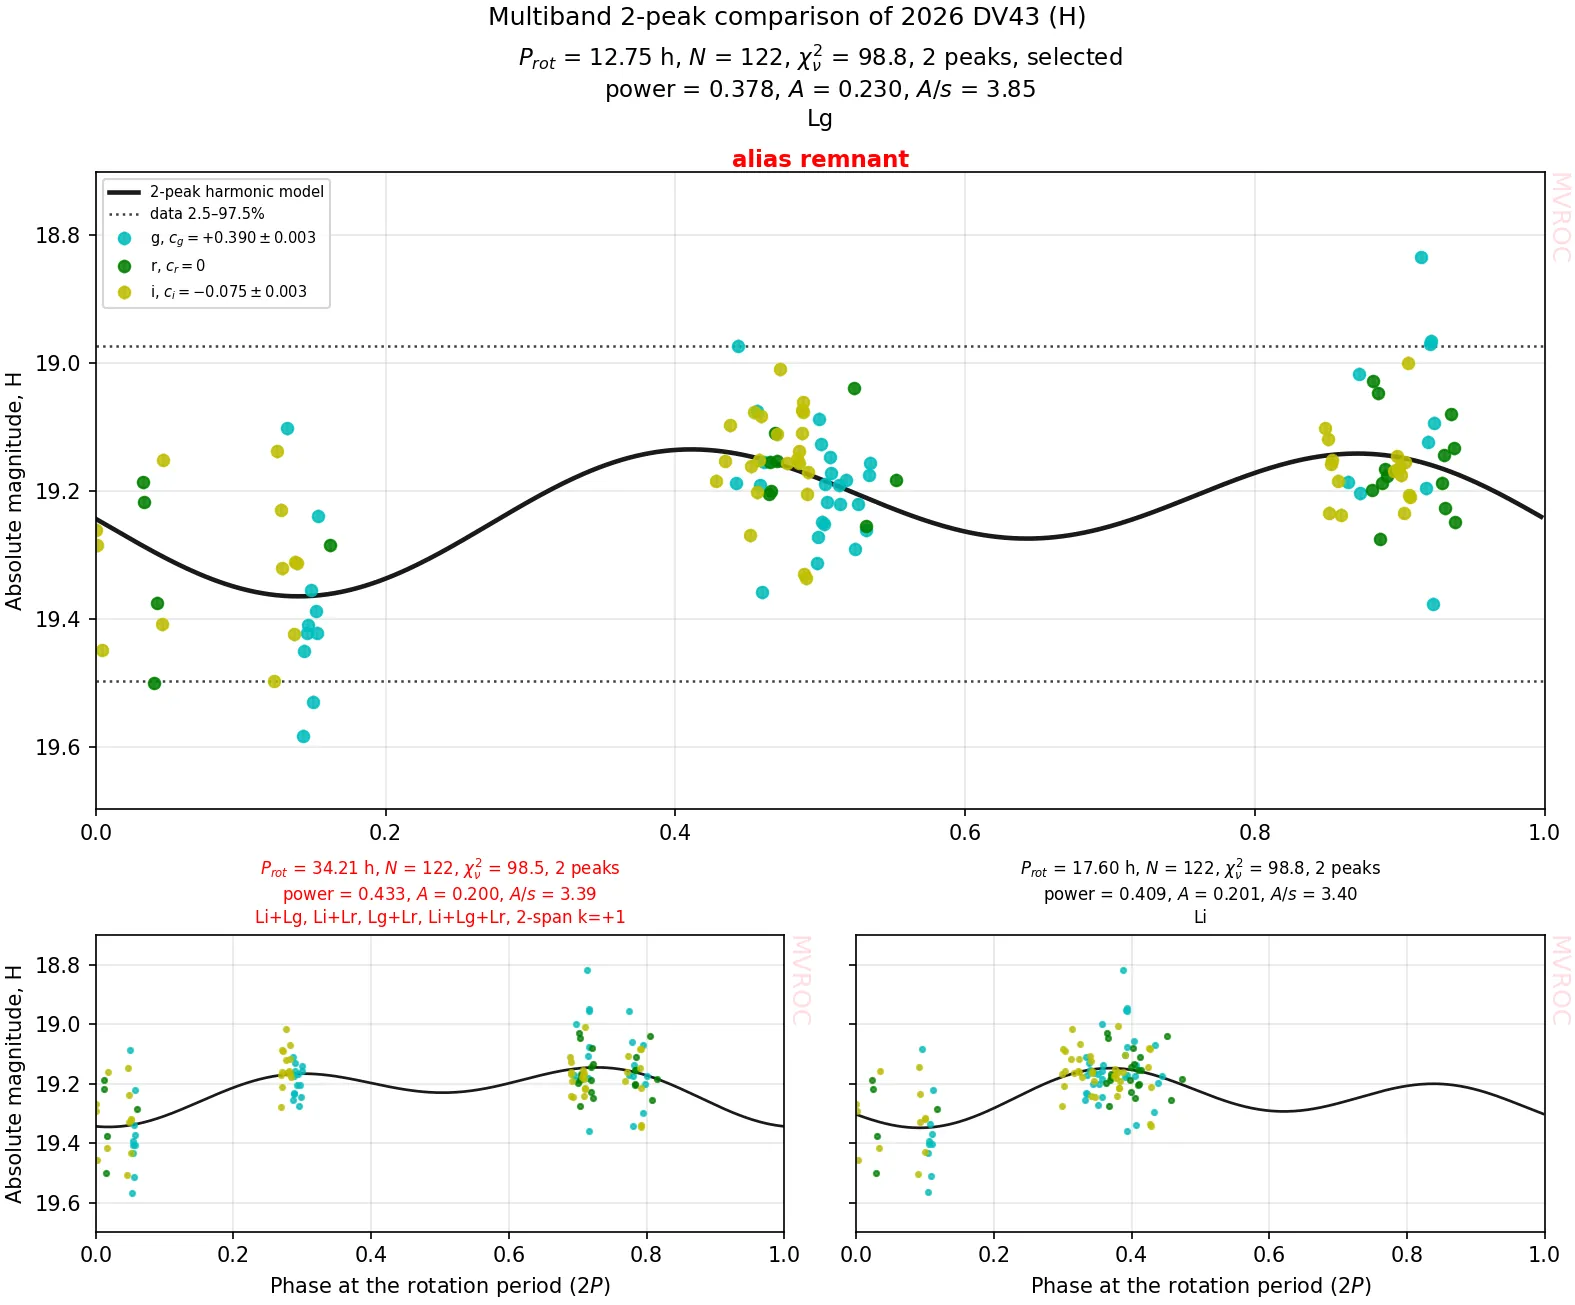 Multiband 2-peak comparison of 2026 DV43 (H)
P_rot = 12.75 h, N = 122, χ²_ν = 98.8, 2 peaks, selected
power = 0.378, A = 0.230, A/s = 3.85
Lg
alias remnant
2-peak harmonic model
data 2.5–97.5%
g, c_g = +0.390 ± 0.003
r, c_r = 0
i, c_i = −0.075 ± 0.003
MVROC
Absolute magnitude, H
18.8
19.0
19.2
19.4
19.6
0.0 0.2 0.4 0.6 0.8 1.0
P_rot = 34.21 h, N = 122, χ²_ν = 98.5, 2 peaks
power = 0.433, A = 0.200, A/s = 3.39
Li+Lg, Li+Lr, Lg+Lr, Li+Lg+Lr, 2-span k=+1
MVROC
Absolute magnitude, H
18.8
19.0
19.2
19.4
19.6
0.0 0.2 0.4 0.6 0.8 1.0
Phase at the rotation period (2P)
P_rot = 17.60 h, N = 122, χ²_ν = 98.8, 2 peaks
power = 0.409, A = 0.201, A/s = 3.40
Li
MVROC
0.0 0.2 0.4 0.6 0.8 1.0
Phase at the rotation period (2P)